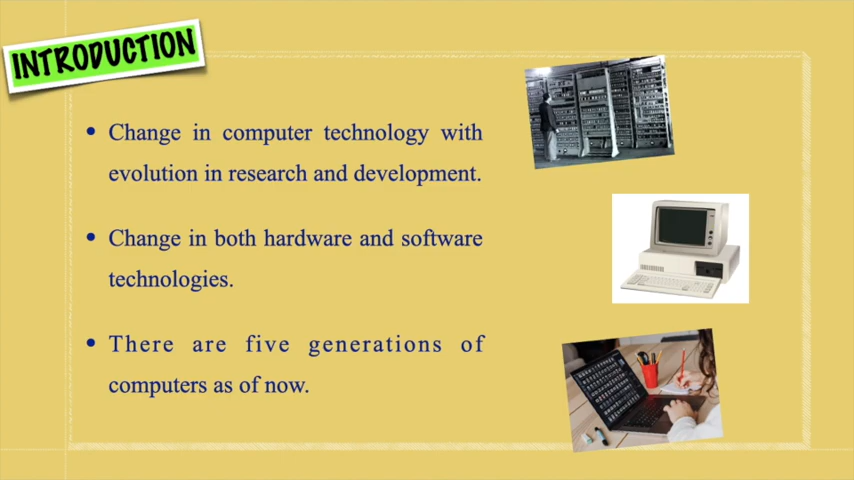 INTRODUCTION
• Change in computer technology with
evolution in research and development.
• Change in both hardware and software
technologies.
• There are five generations of
computers as of now.